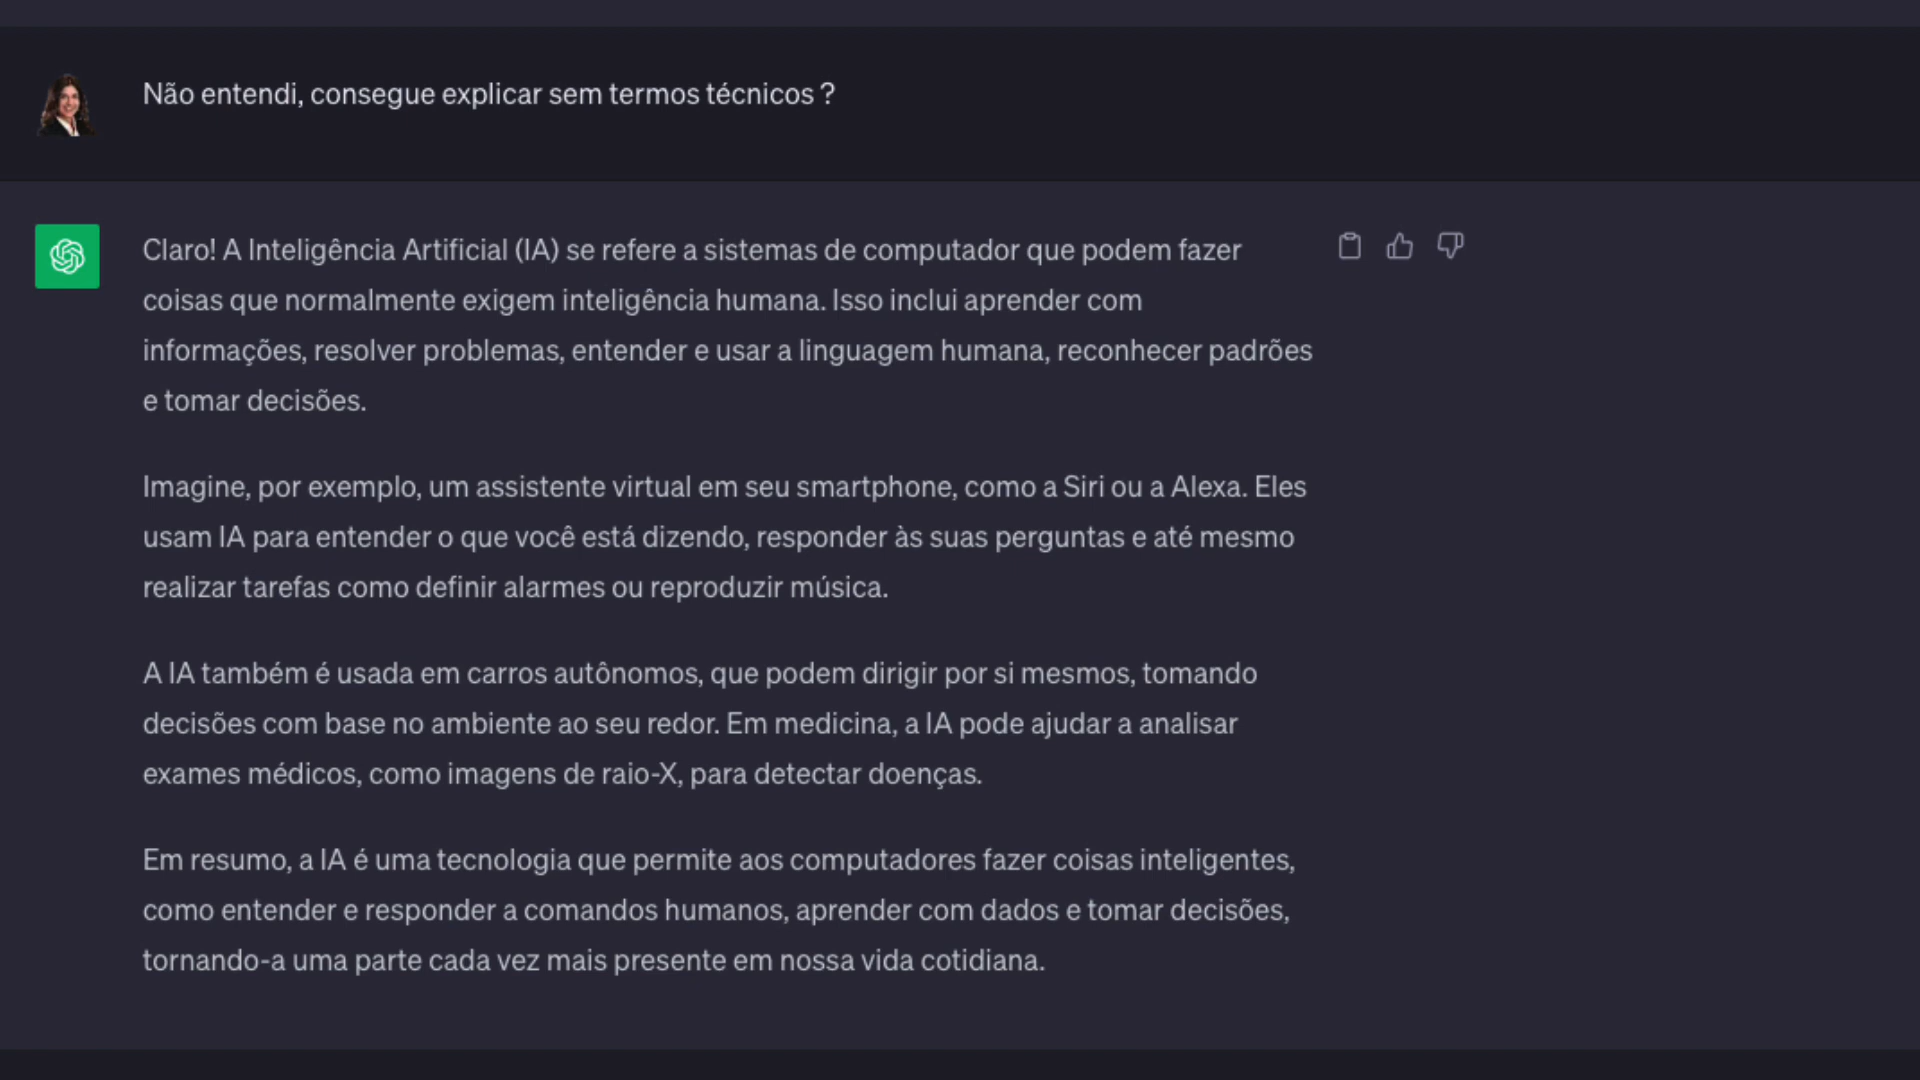 Não entendi, consegue explicar sem termos técnicos ?
Claro! A Inteligência Artificial (IA) se refere a sistemas de computador que podem fazer
coisas que normalmente exigem inteligência humana. Isso inclui aprender com
informações, resolver problemas, entender e usar a linguagem humana, reconhecer padrões
e tomar decisões.
Imagine, por exemplo, um assistente virtual em seu smartphone, como a Siri ou a Alexa. Eles
usam IA para entender o que você está dizendo, responder às suas perguntas e até mesmo
realizar tarefas como definir alarmes ou reproduzir música.
A IA também é usada em carros autônomos, que podem dirigir por si mesmos, tomando
decisões com base no ambiente ao seu redor. Em medicina, a IA pode ajudar a analisar
exames médicos, como imagens de raio-X, para detectar doenças.
Em resumo, a IA é uma tecnologia que permite aos computadores fazer coisas inteligentes,
como entender e responder a comandos humanos, aprender com dados e tomar decisões,
tornando-a uma parte cada vez mais presente em nossa vida cotidiana.